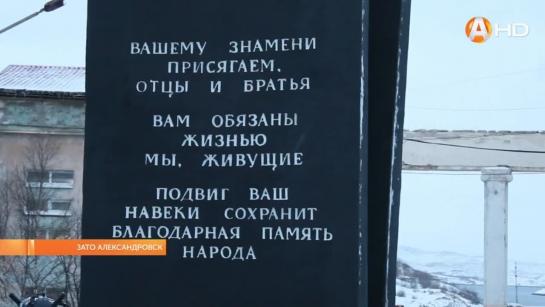 АHD
ВАШЕМУ ЗНАМЕНИ
ПРИСЯГАЕМ,
ОТЦЫ И БРАТЬЯ
ВАМ ОБЯЗАНЫ
ЖИЗНЬЮ
МЫ, ЖИВУЩИЕ
ПОДВИГ ВАШ
НАВЕКИ СОХРАНИТ
БЛАГОДАРНАЯ ПАМЯТЬ
НАРОДА
ЗАТО АЛЕКСАНДРОВСК